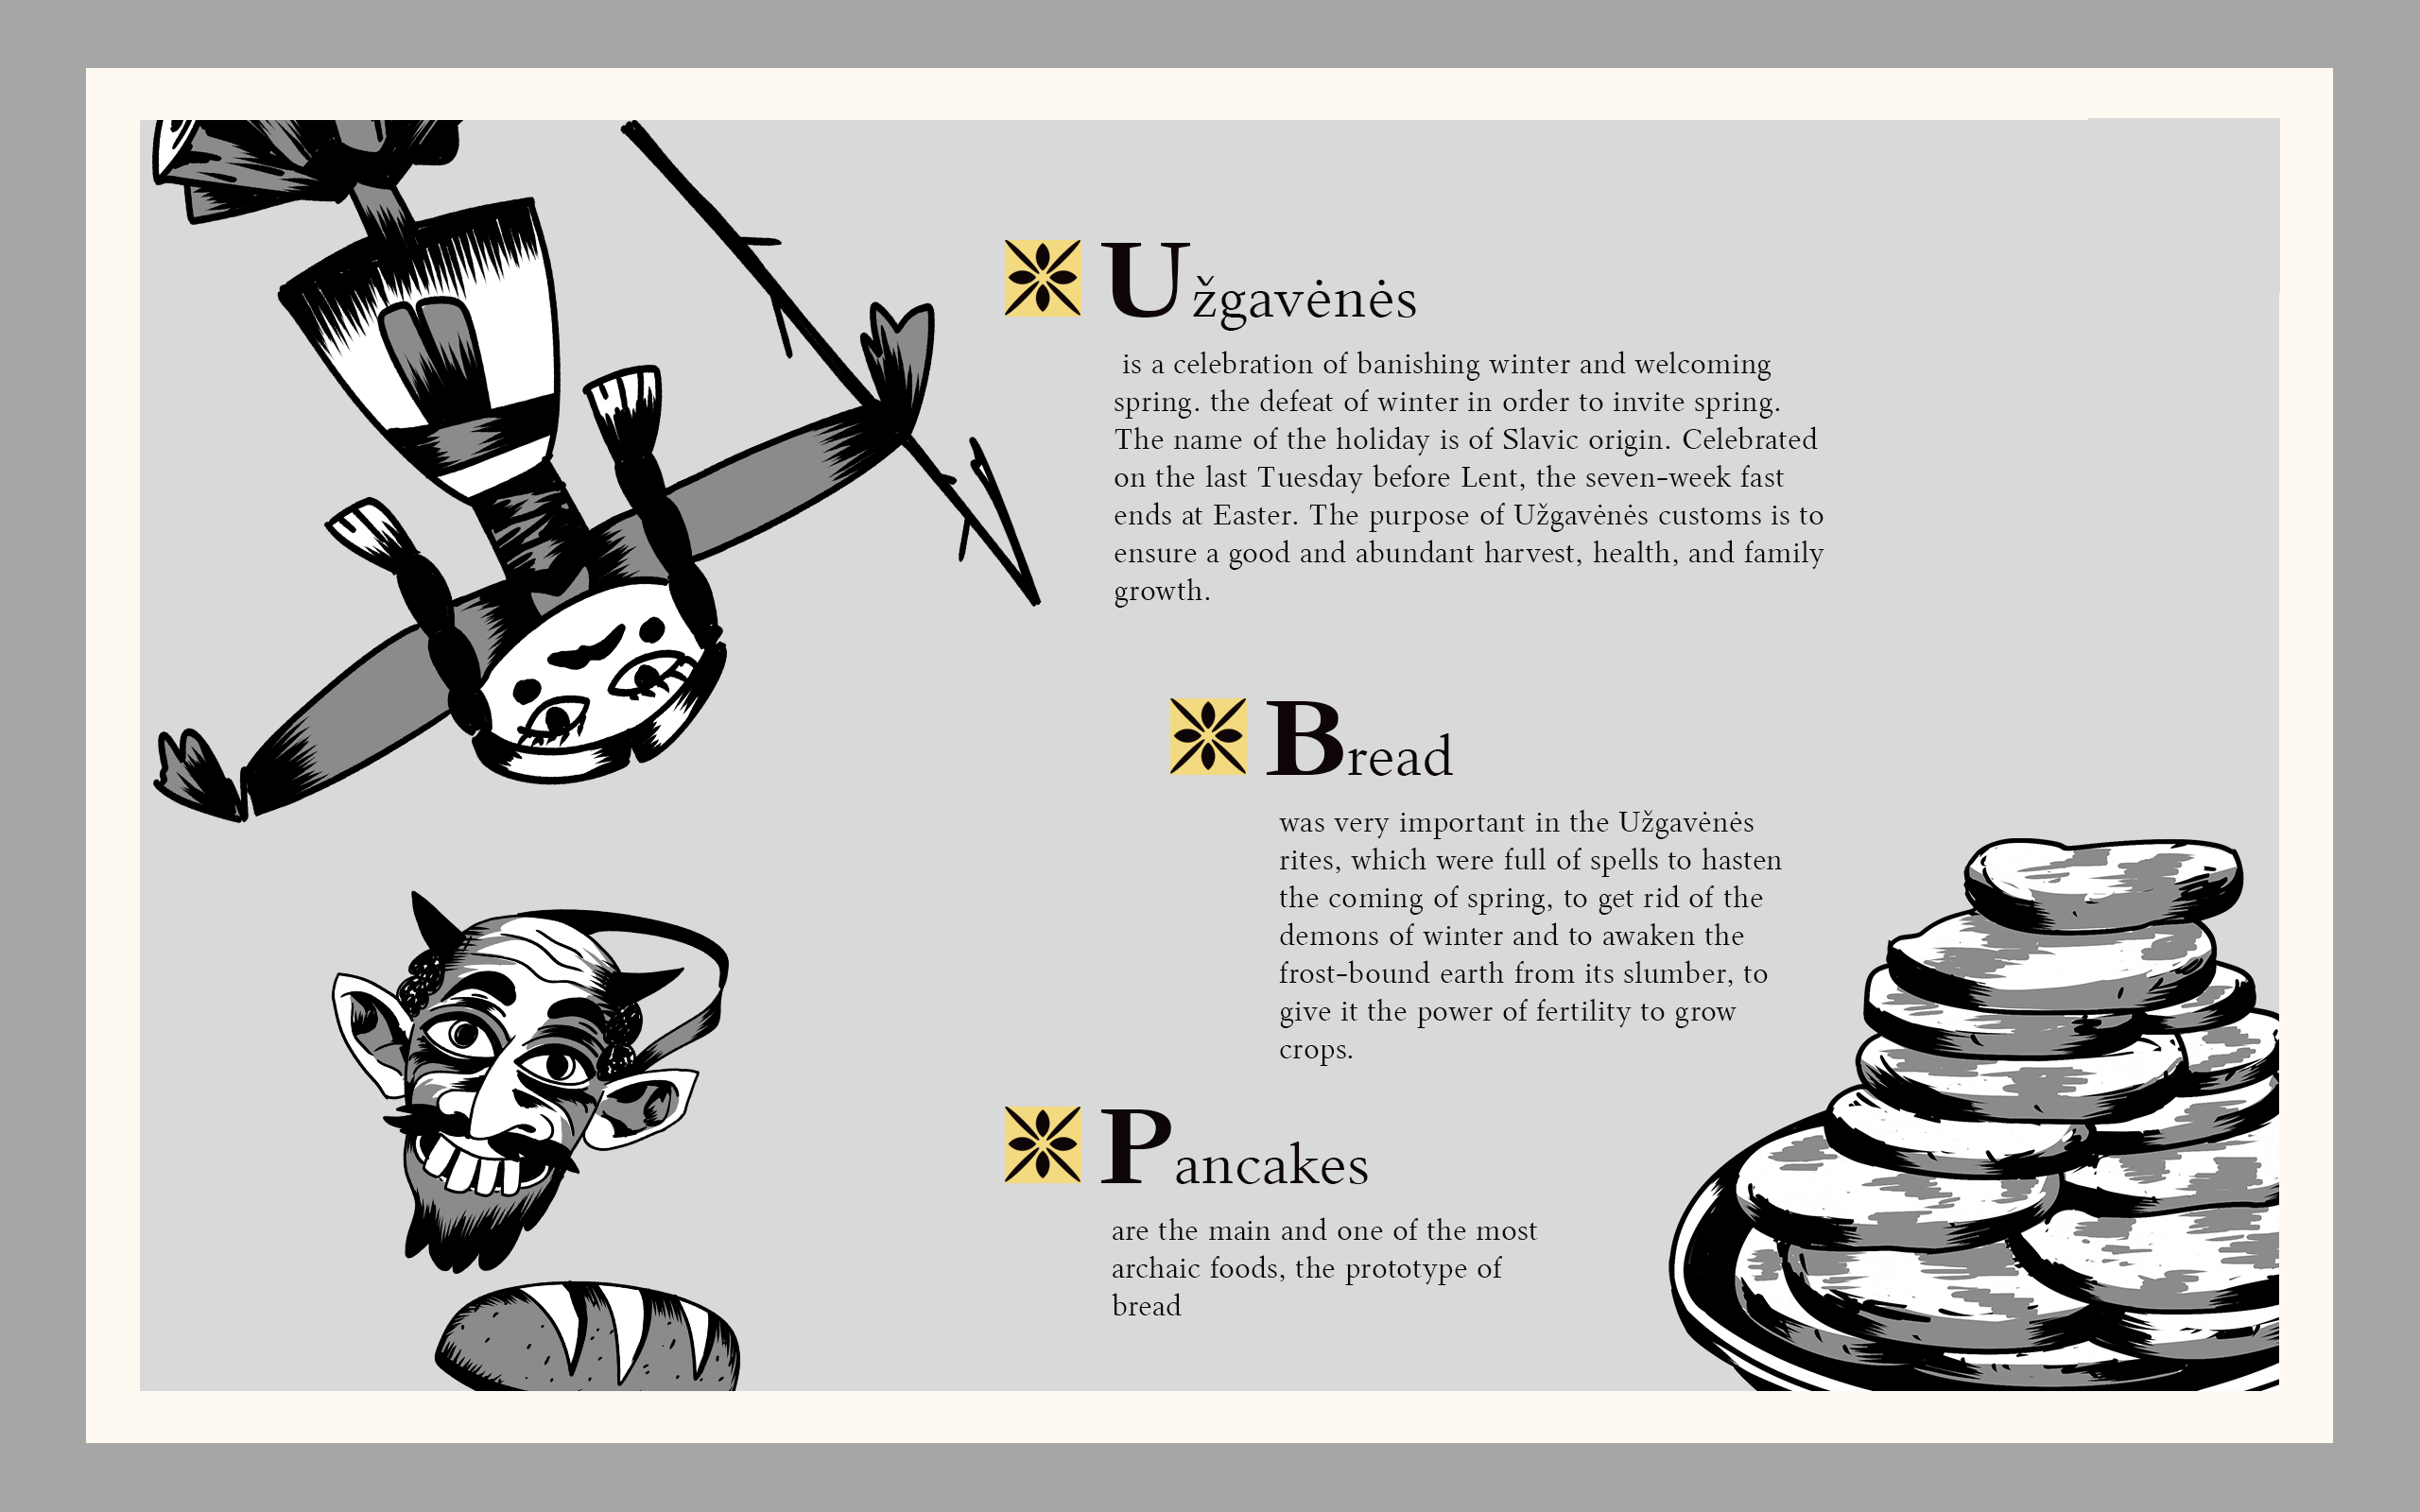 Užgavėnės
is a celebration of banishing winter and welcoming
spring. the defeat of winter in order to invite spring.
The name of the holiday is of Slavic origin. Celebrated
on the last Tuesday before Lent, the seven-week fast
ends at Easter. The purpose of Užgavėnės customs is to
ensure a good and abundant harvest, health, and family
growth.
Bread
was very important in the Užgavėnės
rites, which were full of spells to hasten
the coming of spring, to get rid of the
demons of winter and to awaken the
frost-bound earth from its slumber, to
give it the power of fertility to grow
crops.
Pancakes
are the main and one of the most
archaic foods, the prototype of
bread